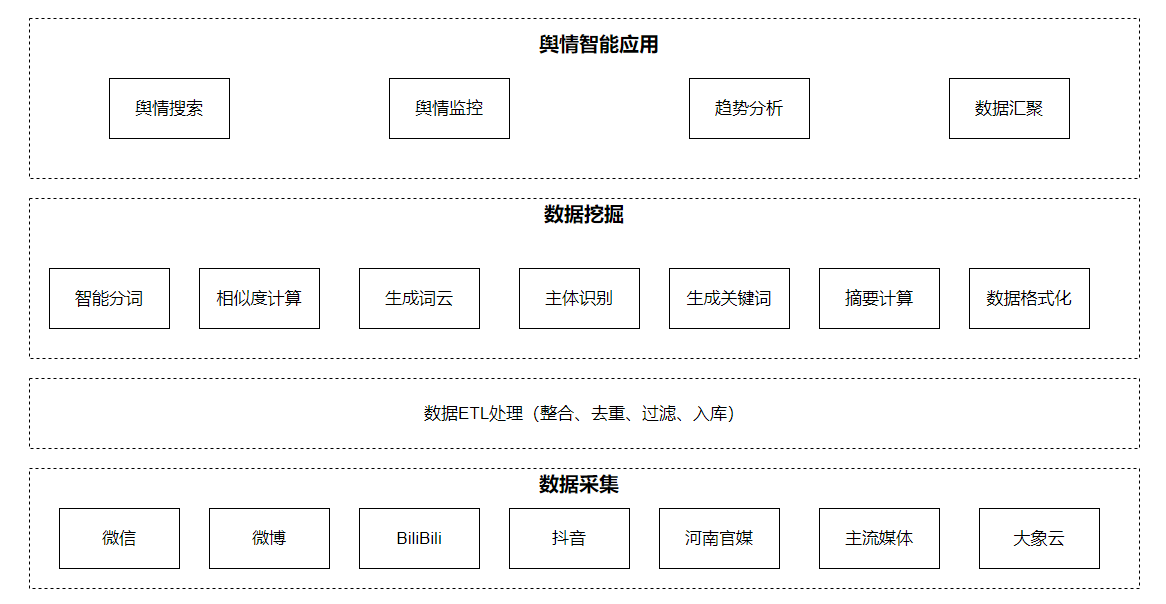 舆情智能应用
舆情搜索
舆情监控
趋势分析
数据汇聚
数据挖掘
智能分词
相似度计算
生成词云
主体识别
生成关键词
摘要计算
数据格式化
数据ETL处理（整合、去重、过滤、入库）
数据采集
微信
微博
BiliBili
抖音
河南官媒
主流媒体
大象云